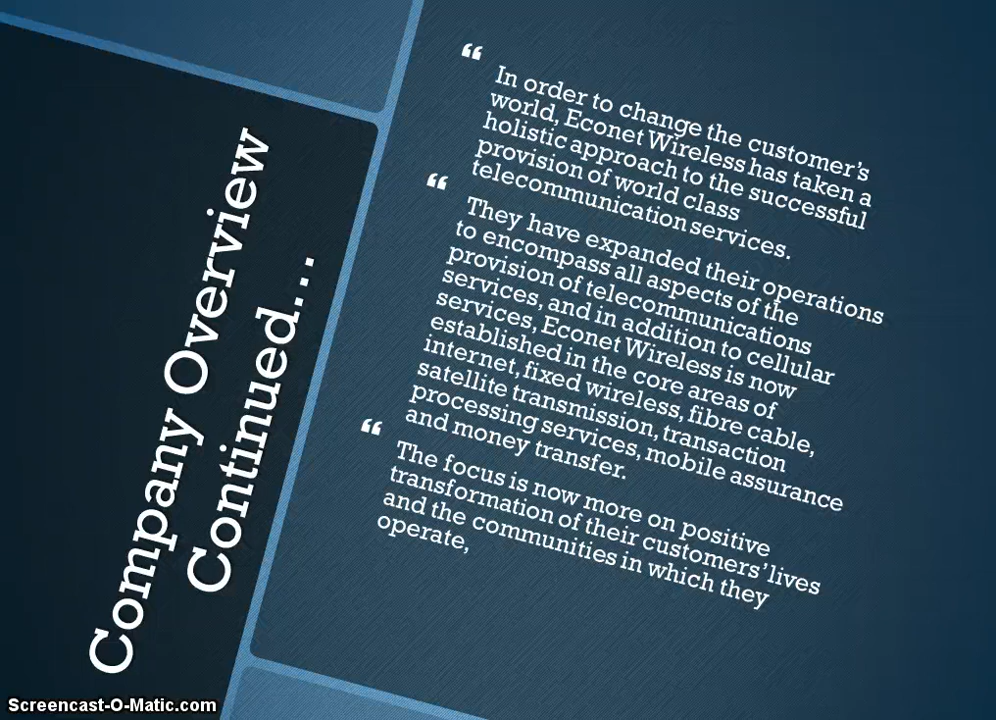 Company Overview
Continued...
“ In order to change the customer’s
world, Econet Wireless has taken a
holistic approach to the successful
provision of world class
telecommunication services.
“ They have expanded their operations
to encompass all aspects of the
provision of telecommunications
services, and in addition to cellular
services, Econet Wireless is now
established in the core areas of
internet, fixed wireless, fibre cable,
satellite transmission, transaction
processing services, mobile assurance
and money transfer.
“ The focus is now more on positive
transformation of their customers’ lives
and the communities in which they
operate,
Screencast-O-Matic.com